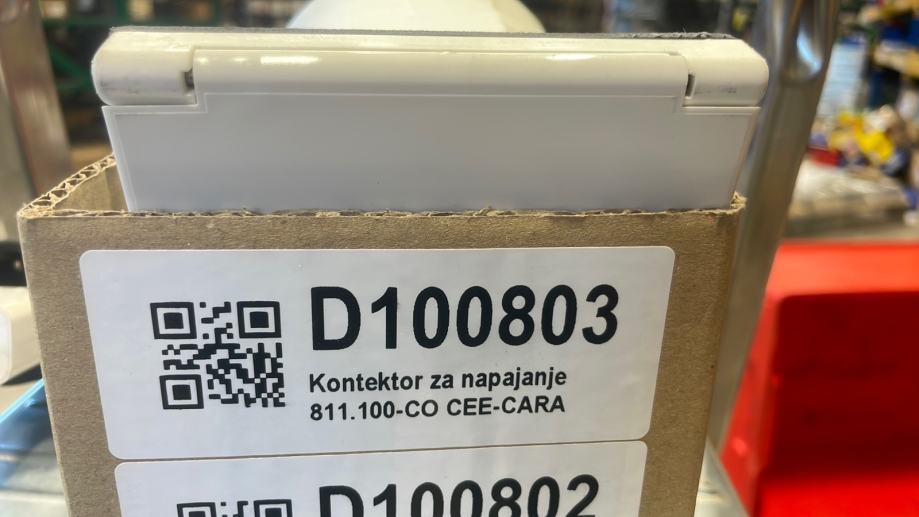 D100803
Kontektor za napajanje
811.100-CO CEE-CARA
D100802